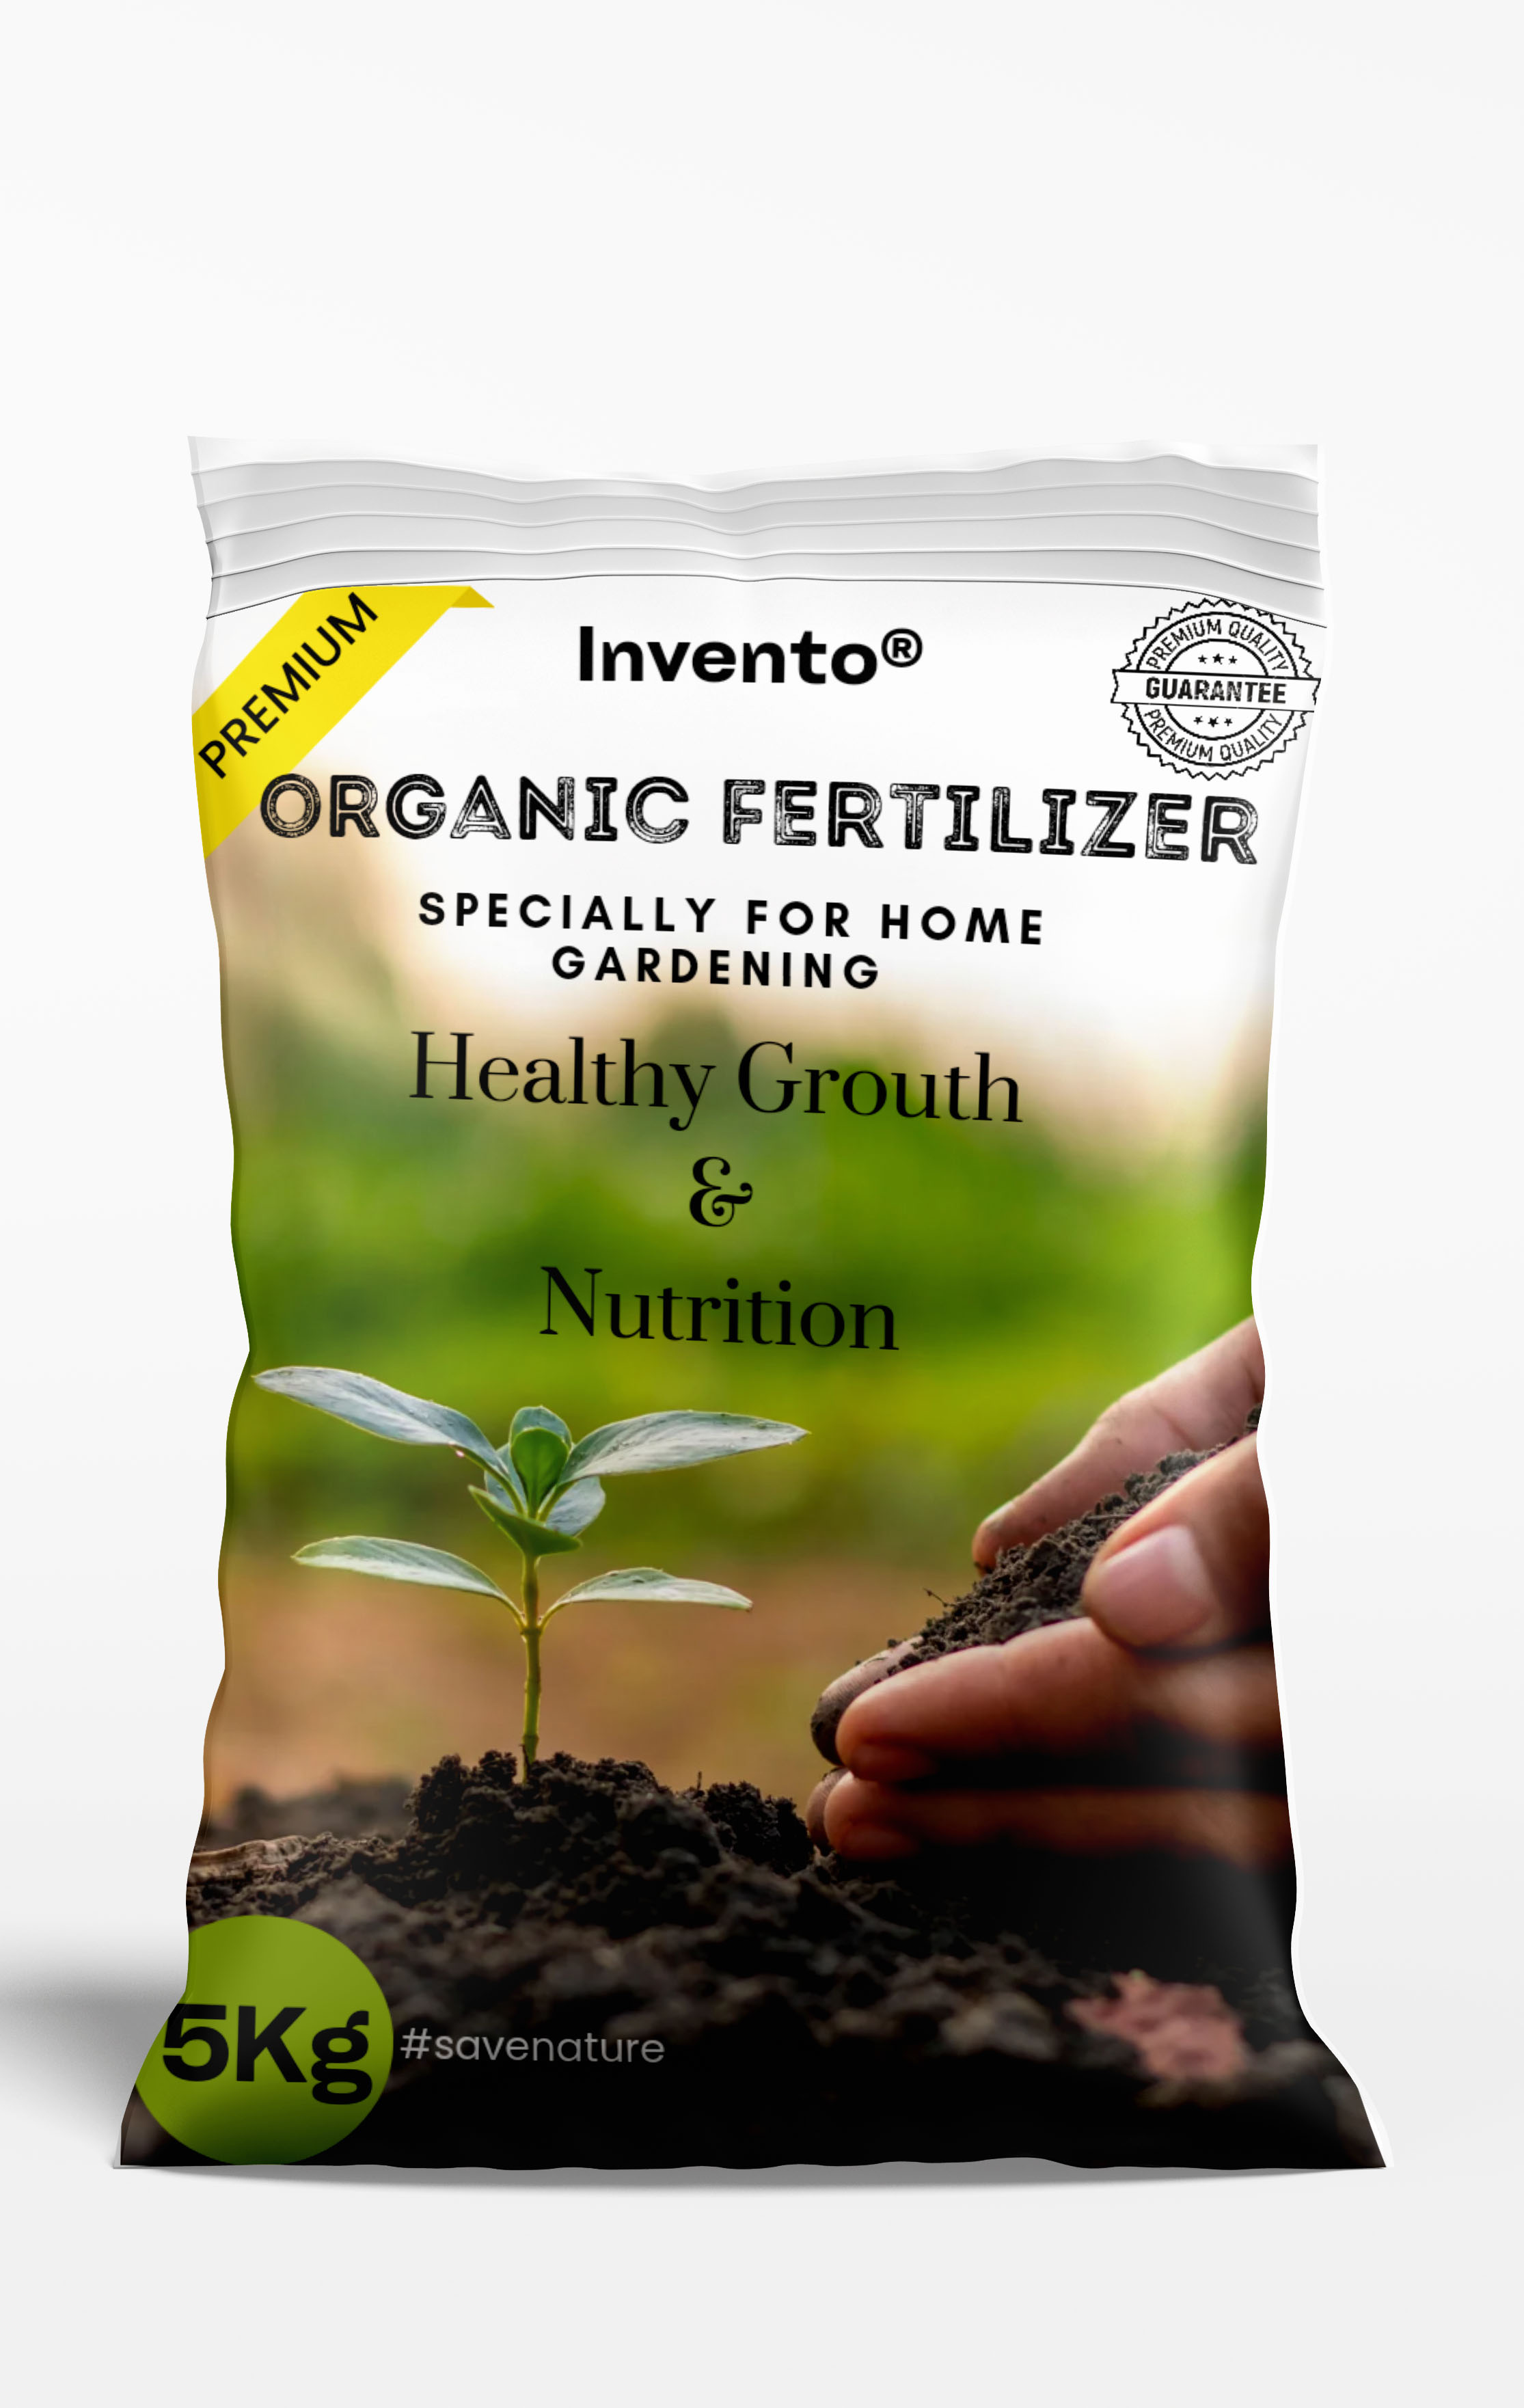 PREMIUM
Invento®
PREMIUM QUALITY
GUARANTEE
PREMIUM QUALITY
ORGANIC FERTILIZER
SPECIALLY FOR HOME
GARDENING
Healthy Grouth
&
Nutrition
5Kg
#savenature